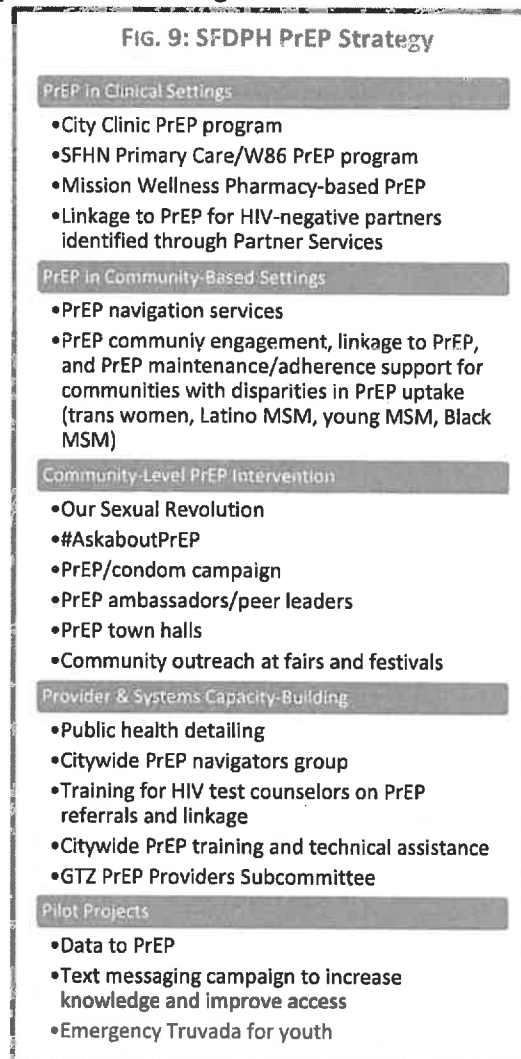 FIG. 9: SFDPH PrEP Strategy
PrEP in Clinical Settings
•City Clinic PrEP program
•SFHN Primary Care/W86 PrEP program
•Mission Wellness Pharmacy-based PrEP
•Linkage to PrEP for HIV-negative partners
identified through Partner Services
PrEP in Community-Based Settings
•PrEP navigation services
•PrEP communiy engagement, linkage to PrEP,
and PrEP maintenance/adherence support for
communities with disparities in PrEP uptake
(trans women, Latino MSM, young MSM, Black
MSM)
Community-Level PrEP Intervention
•Our Sexual Revolution
•#AskaboutPrEP
•PrEP/condom campaign
•PrEP ambassadors/peer leaders
•PrEP town halls
•Community outreach at fairs and festivals
Provider & Systems Capacity-Building
•Public health detailing
•Citywide PrEP navigators group
•Training for HIV test counselors on PrEP
referrals and linkage
•Citywide PrEP training and technical assistance
•GTZ PrEP Providers Subcommittee
Pilot Projects
•Data to PrEP
•Text messaging campaign to increase
knowledge and improve access
•Emergency Truvada for youth